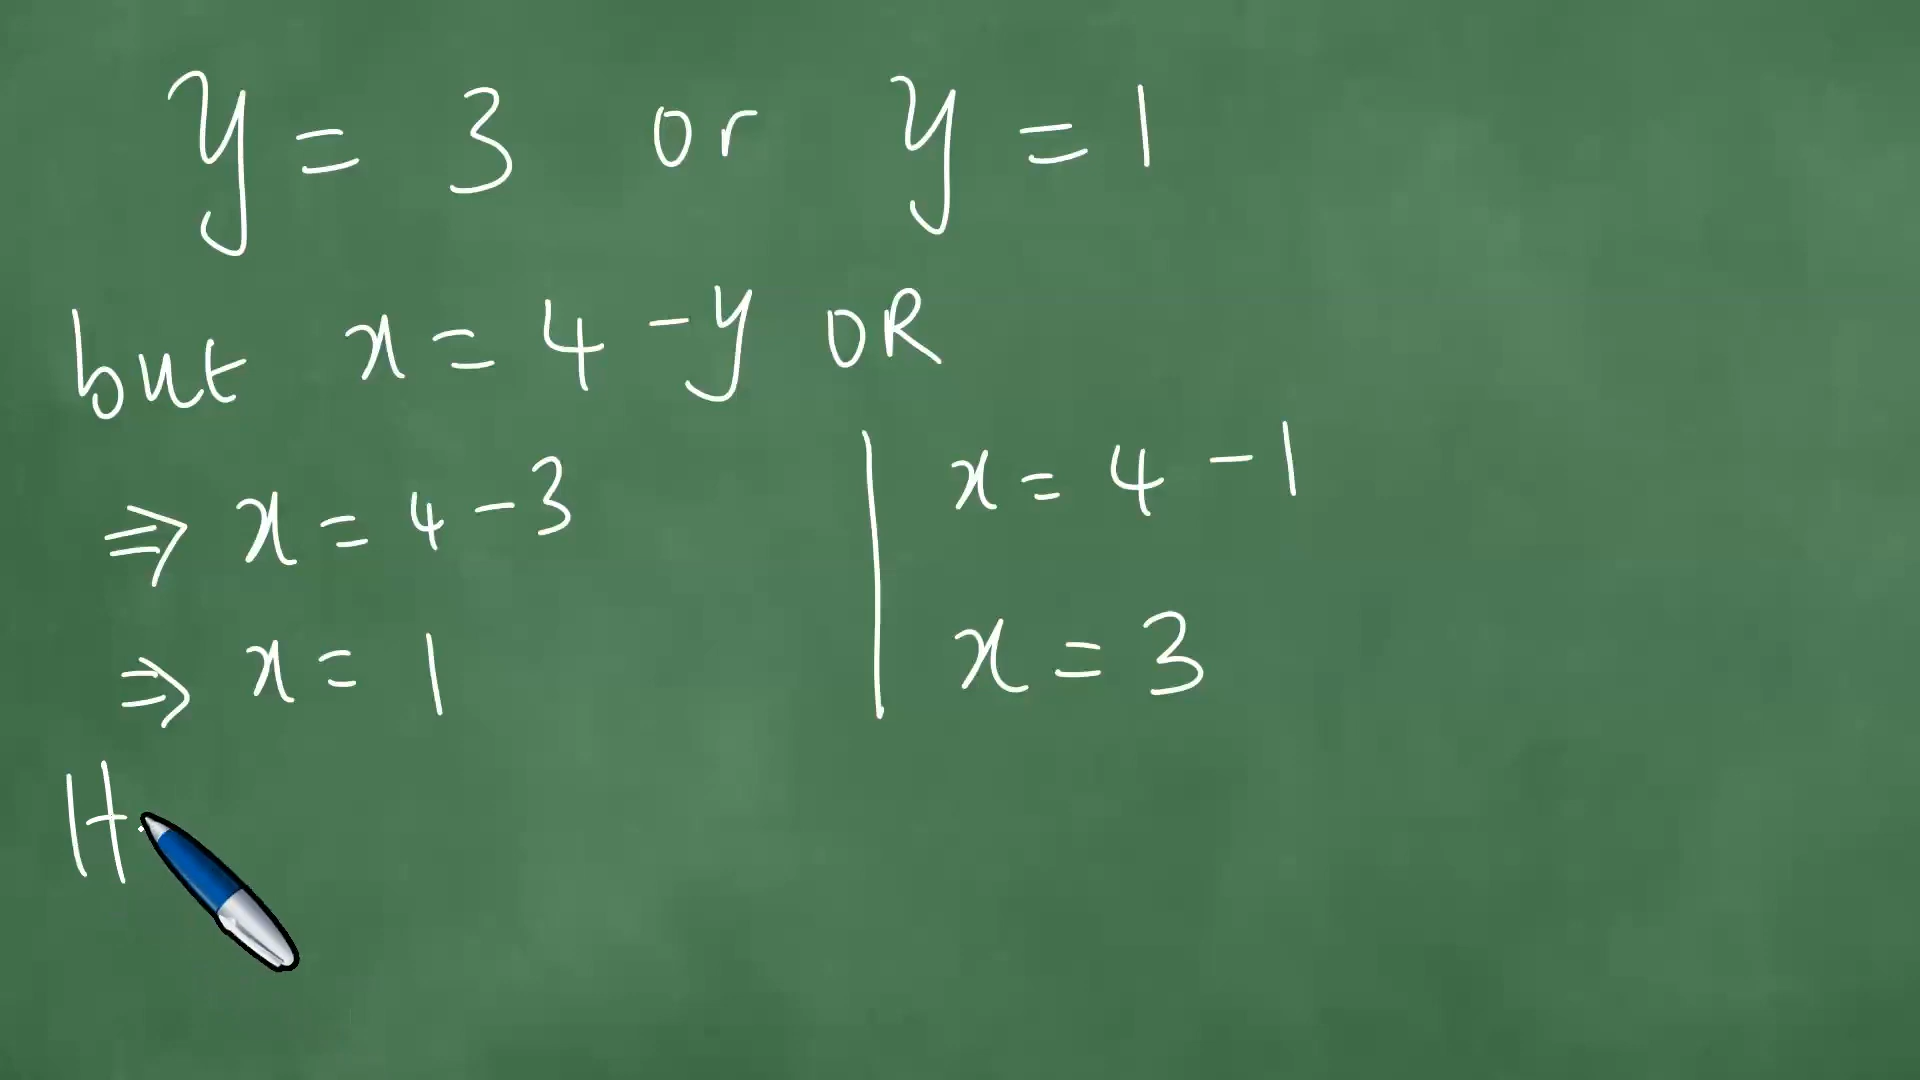 y = 3 or y = 1
but x = 4 - y OR
⇒ x = 4 - 3
x = 4 - 1
⇒ x = 1
x = 3
H